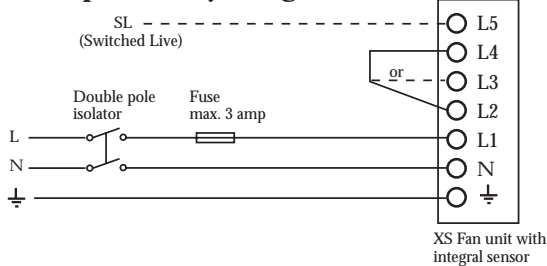 SL
(Switched Live)
L5
L4
or
L3
Double pole
isolator
Fuse
max. 3 amp
L2
L
L1
N
N
XS Fan unit with
integral sensor